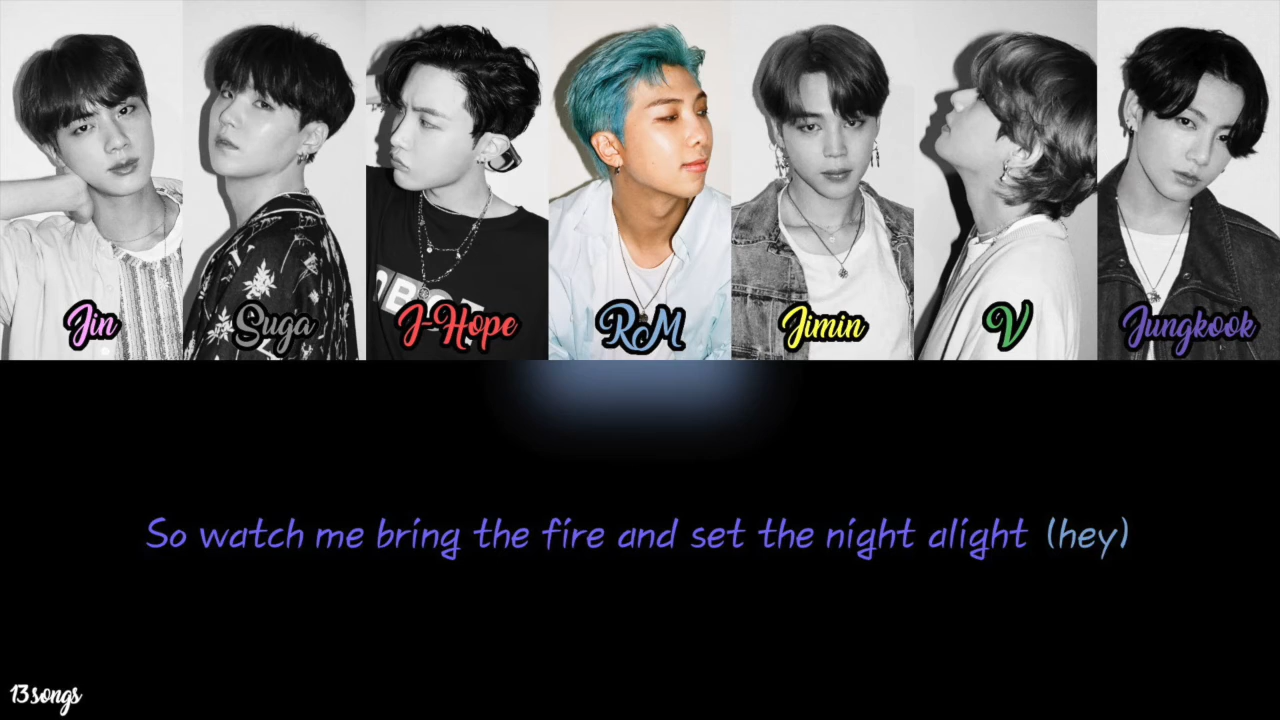 Jin Suga J-Hope RM Jimin V Jungkook
So watch me bring the fire and set the night alight (hey)
13songs